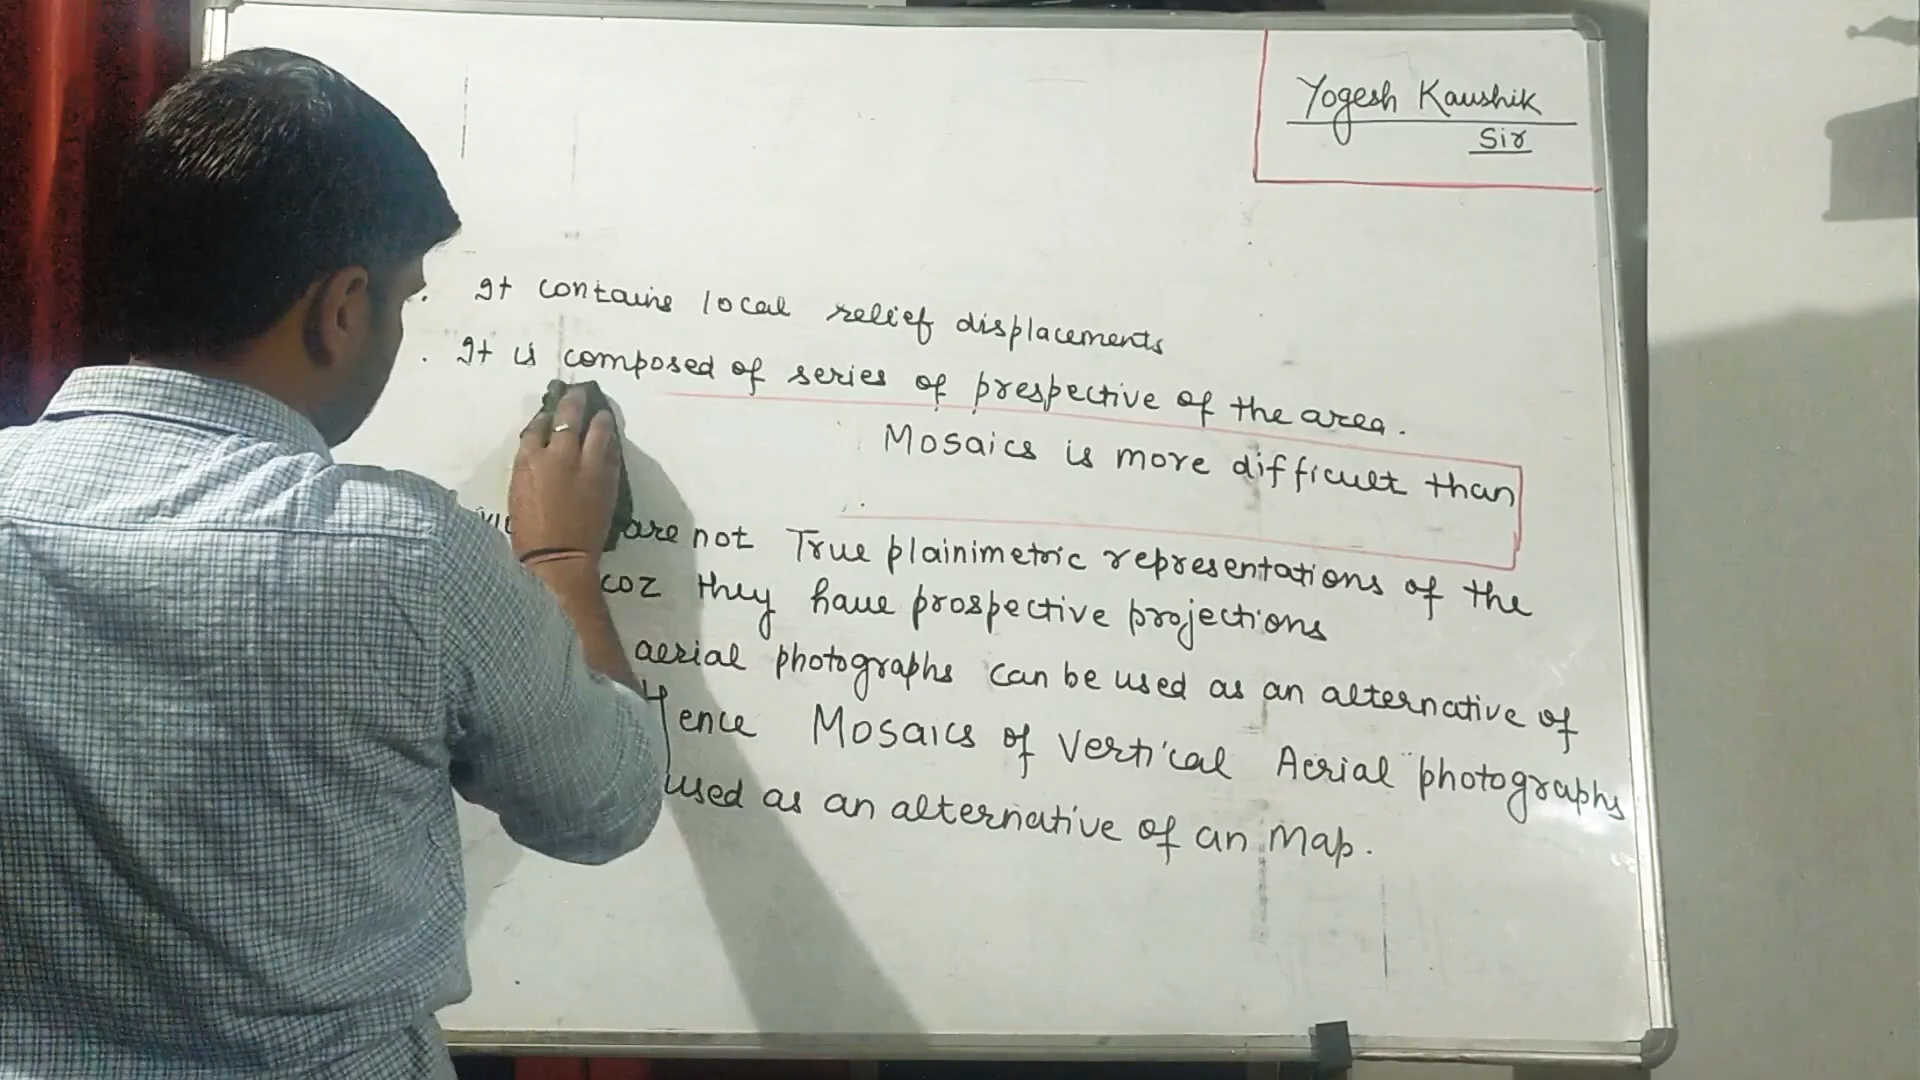 Yogesh Kaushik
Sir
. It contains local relief displacements
. It is composed of series of prespective of the area.
Mosaics is more difficult than
are not True plainimetric representations of the
coz they have prospective projections
aerial photographs can be used as an alternative of
Hence Mosaics of Vertical Aerial photographs
used as an alternative of an Map.